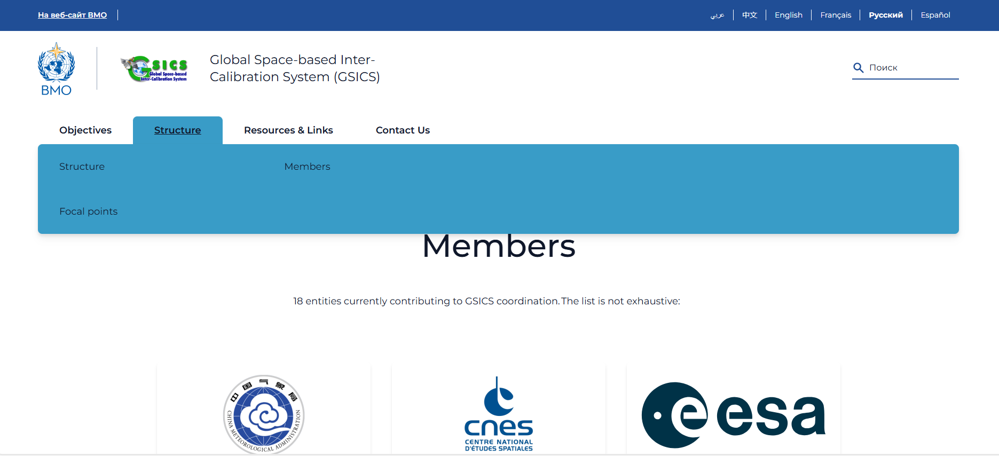 На веб-сайт ВМО
عربي
中文
English
Français
Русский
Español
ВМО
GSICS
Global Space-based
Inter-Calibration System
Global Space-based Inter-
Calibration System (GSICS)
Поиск
Objectives
Structure
Resources & Links
Contact Us
Structure
Members
Focal points
Members
18 entities currently contributing to GSICS coordination. The list is not exhaustive:
中国气象局
CHINA METEOROLOGICAL ADMINISTRATION
cnes
CENTRE NATIONAL
D'ÉTUDES SPATIALES
esa